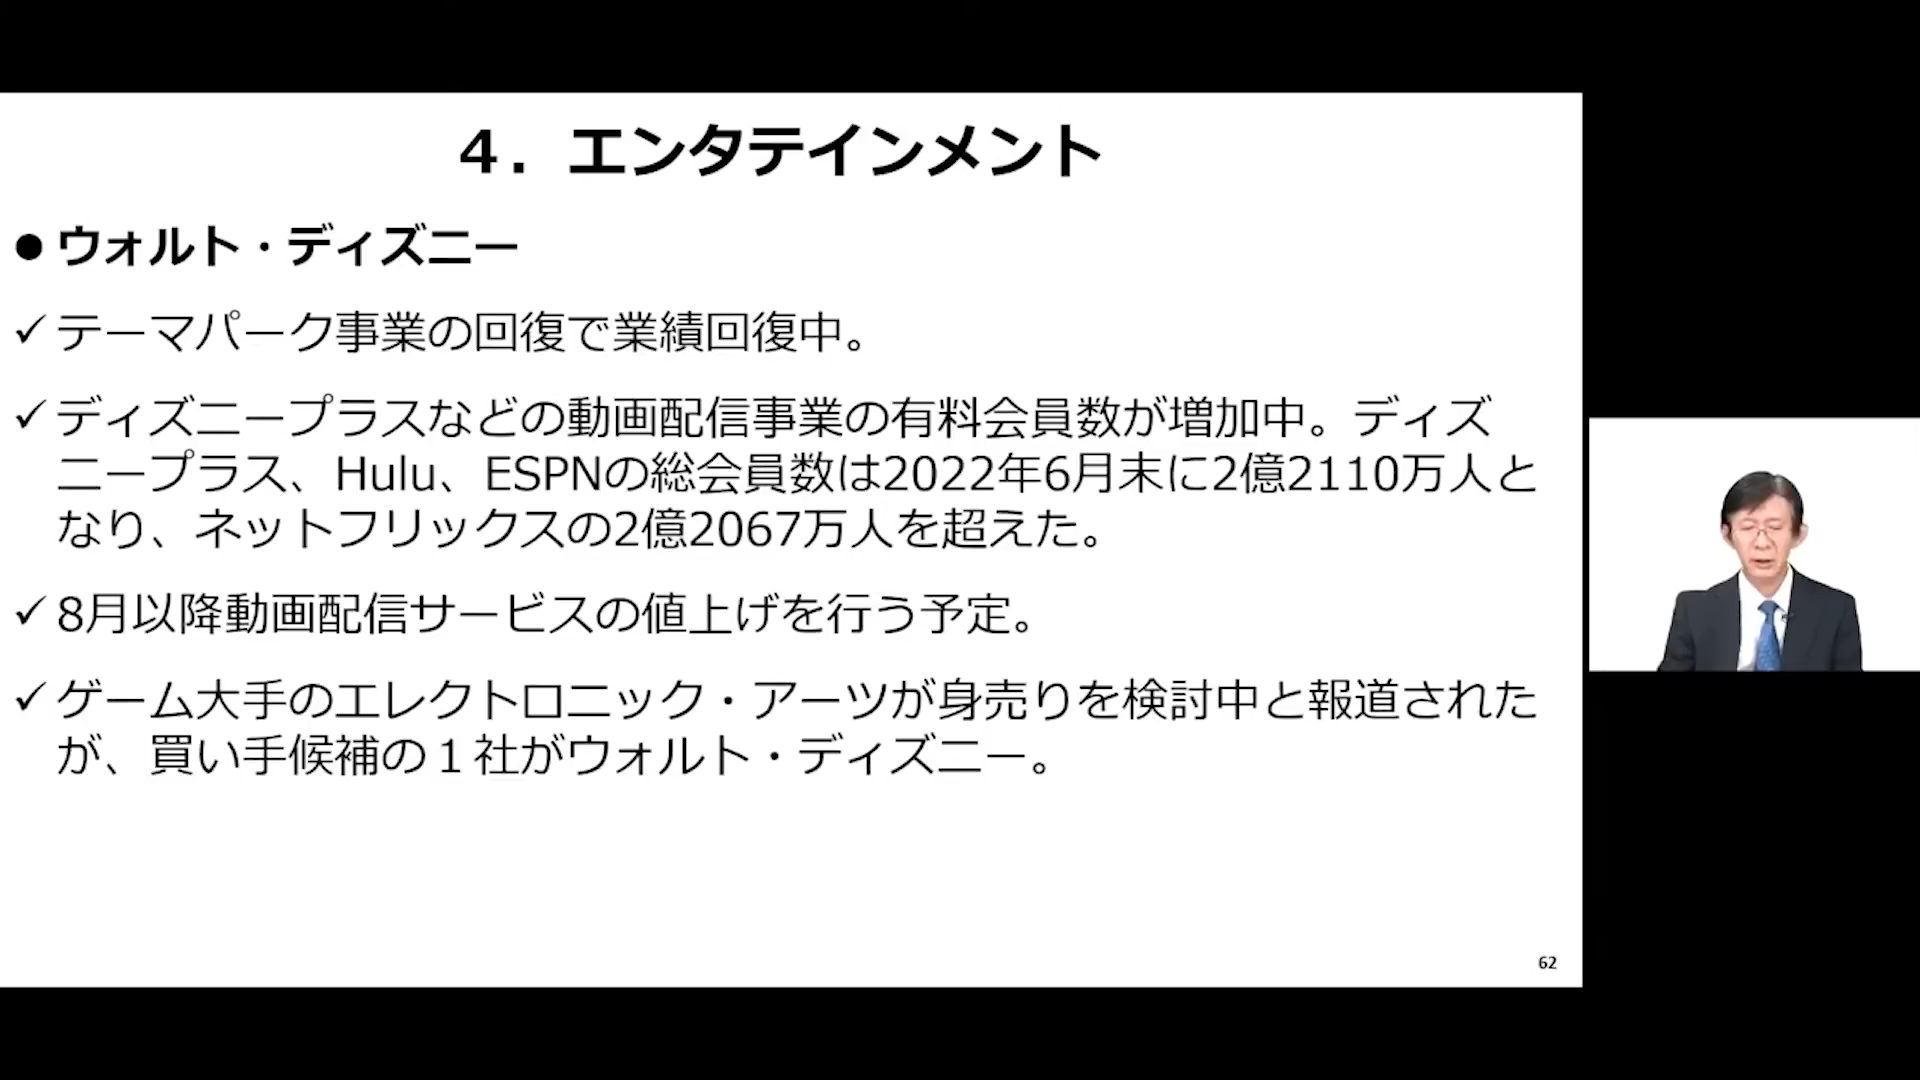 ４．エンタテインメント
●ウォルト・ディズニー
✓テーマパーク事業の回復で業績回復中。
✓ディズニープラスなどの動画配信事業の有料会員数が増加中。ディズ
ニープラス、Hulu、ESPNの総会員数は2022年6月末に2億2110万人と
なり、ネットフリックスの2億2067万人を超えた。
✓8月以降動画配信サービスの値上げを行う予定。
✓ゲーム大手のエレクトロニック・アーツが身売りを検討中と報道された
が、買い手候補の１社がウォルト・ディズニー。
62